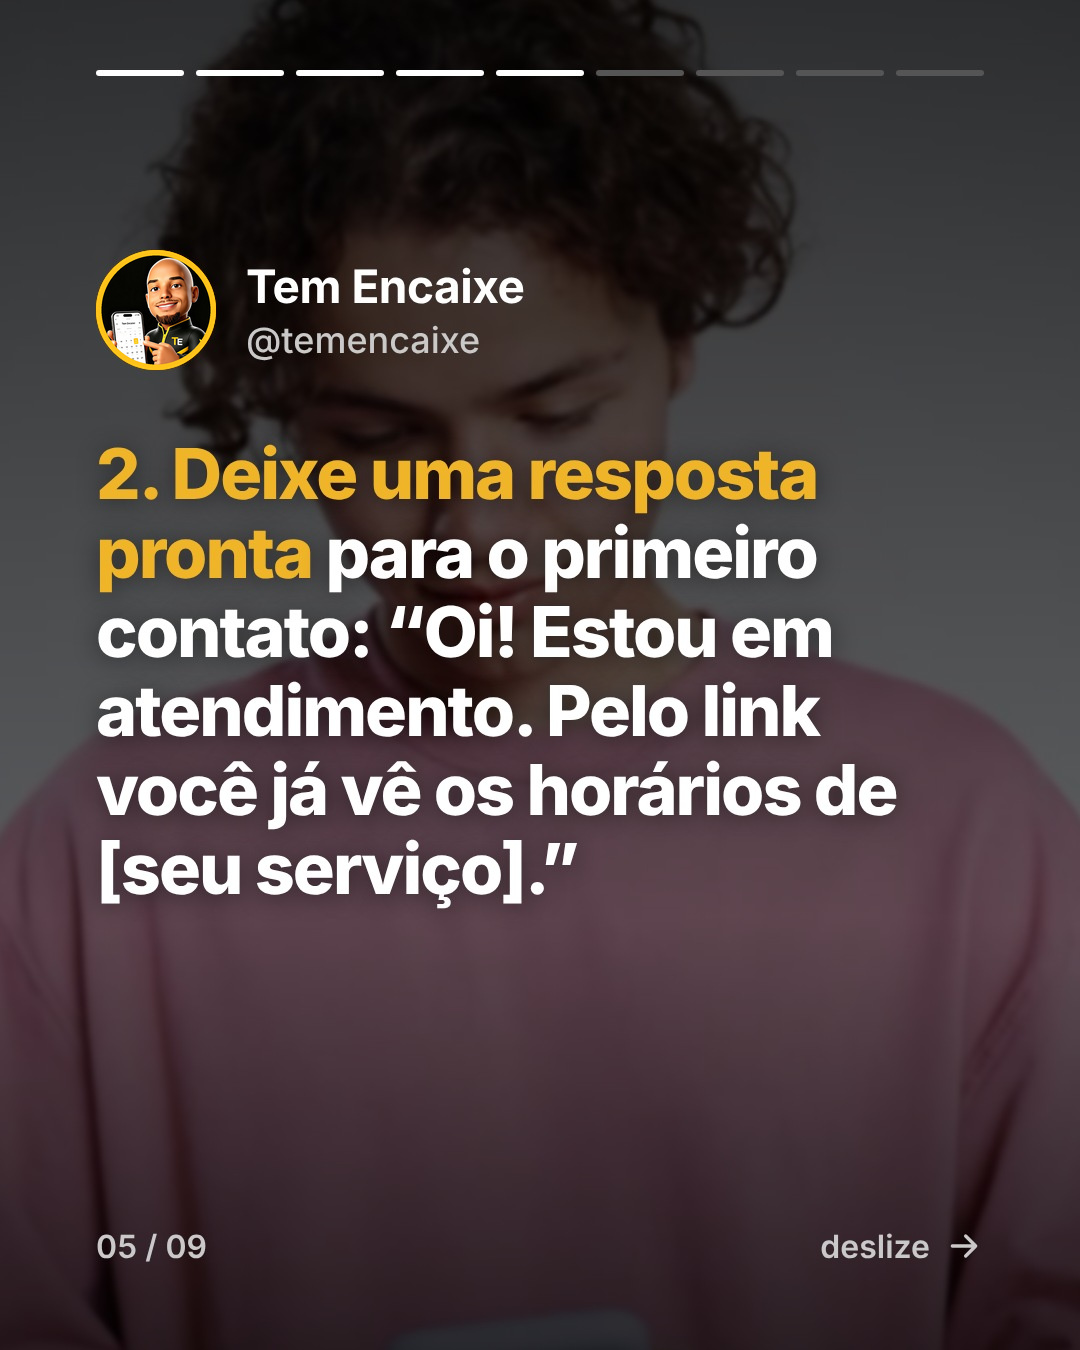 Tem Encaixe
@temencaixe
2. Deixe uma resposta
pronta para o primeiro
contato: “Oi! Estou em
atendimento. Pelo link
você já vê os horários de
[seu serviço].”
05 / 09
deslize →